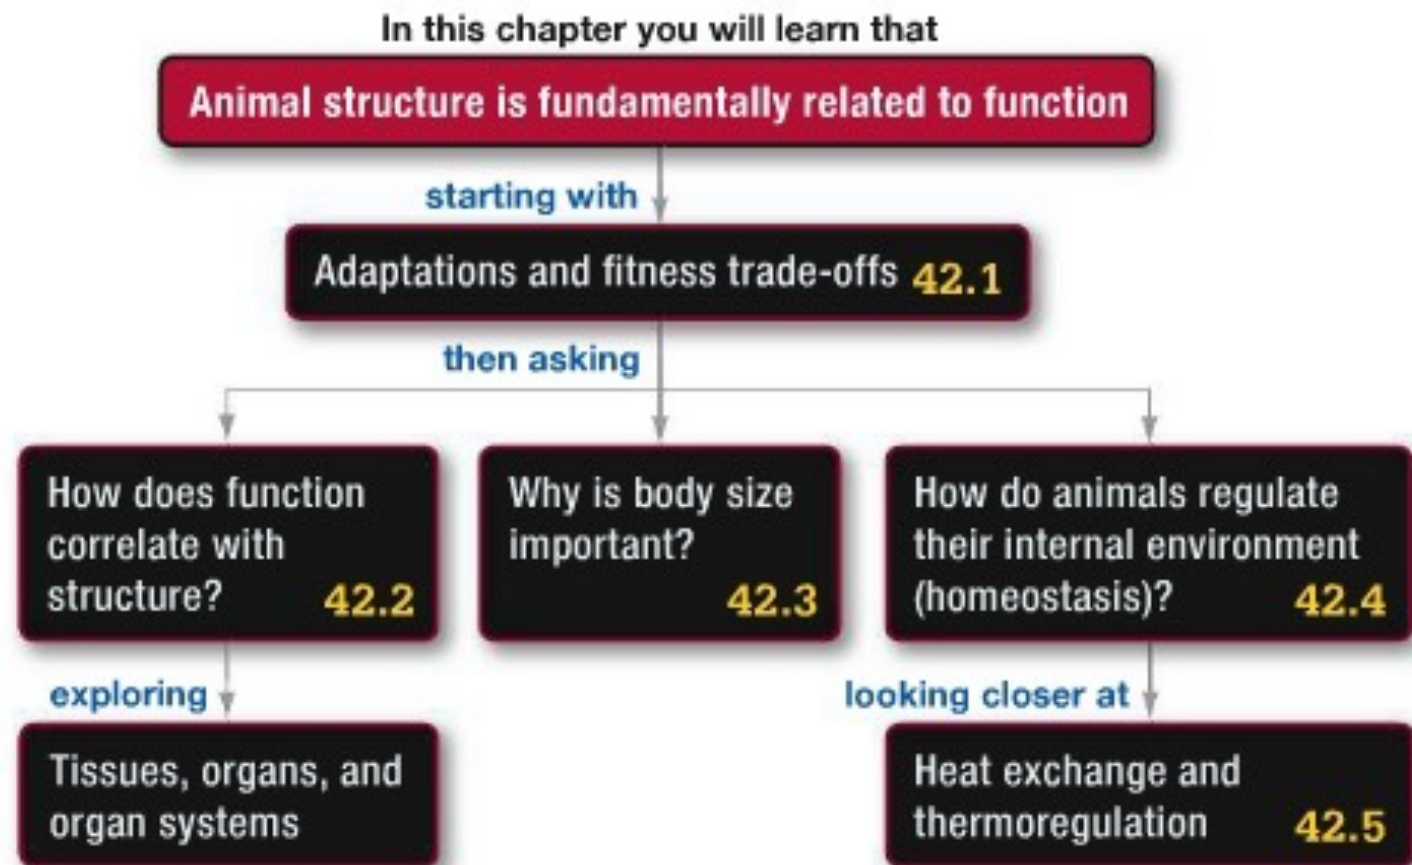 In this chapter you will learn that
Animal structure is fundamentally related to function
starting with
Adaptations and fitness trade-offs 42.1
then asking
How does function
correlate with
structure? 42.2
Why is body size
important?
42.3
How do animals regulate
their internal environment
(homeostasis)? 42.4
exploring
Tissues, organs, and
organ systems
looking closer at
Heat exchange and
thermoregulation 42.5